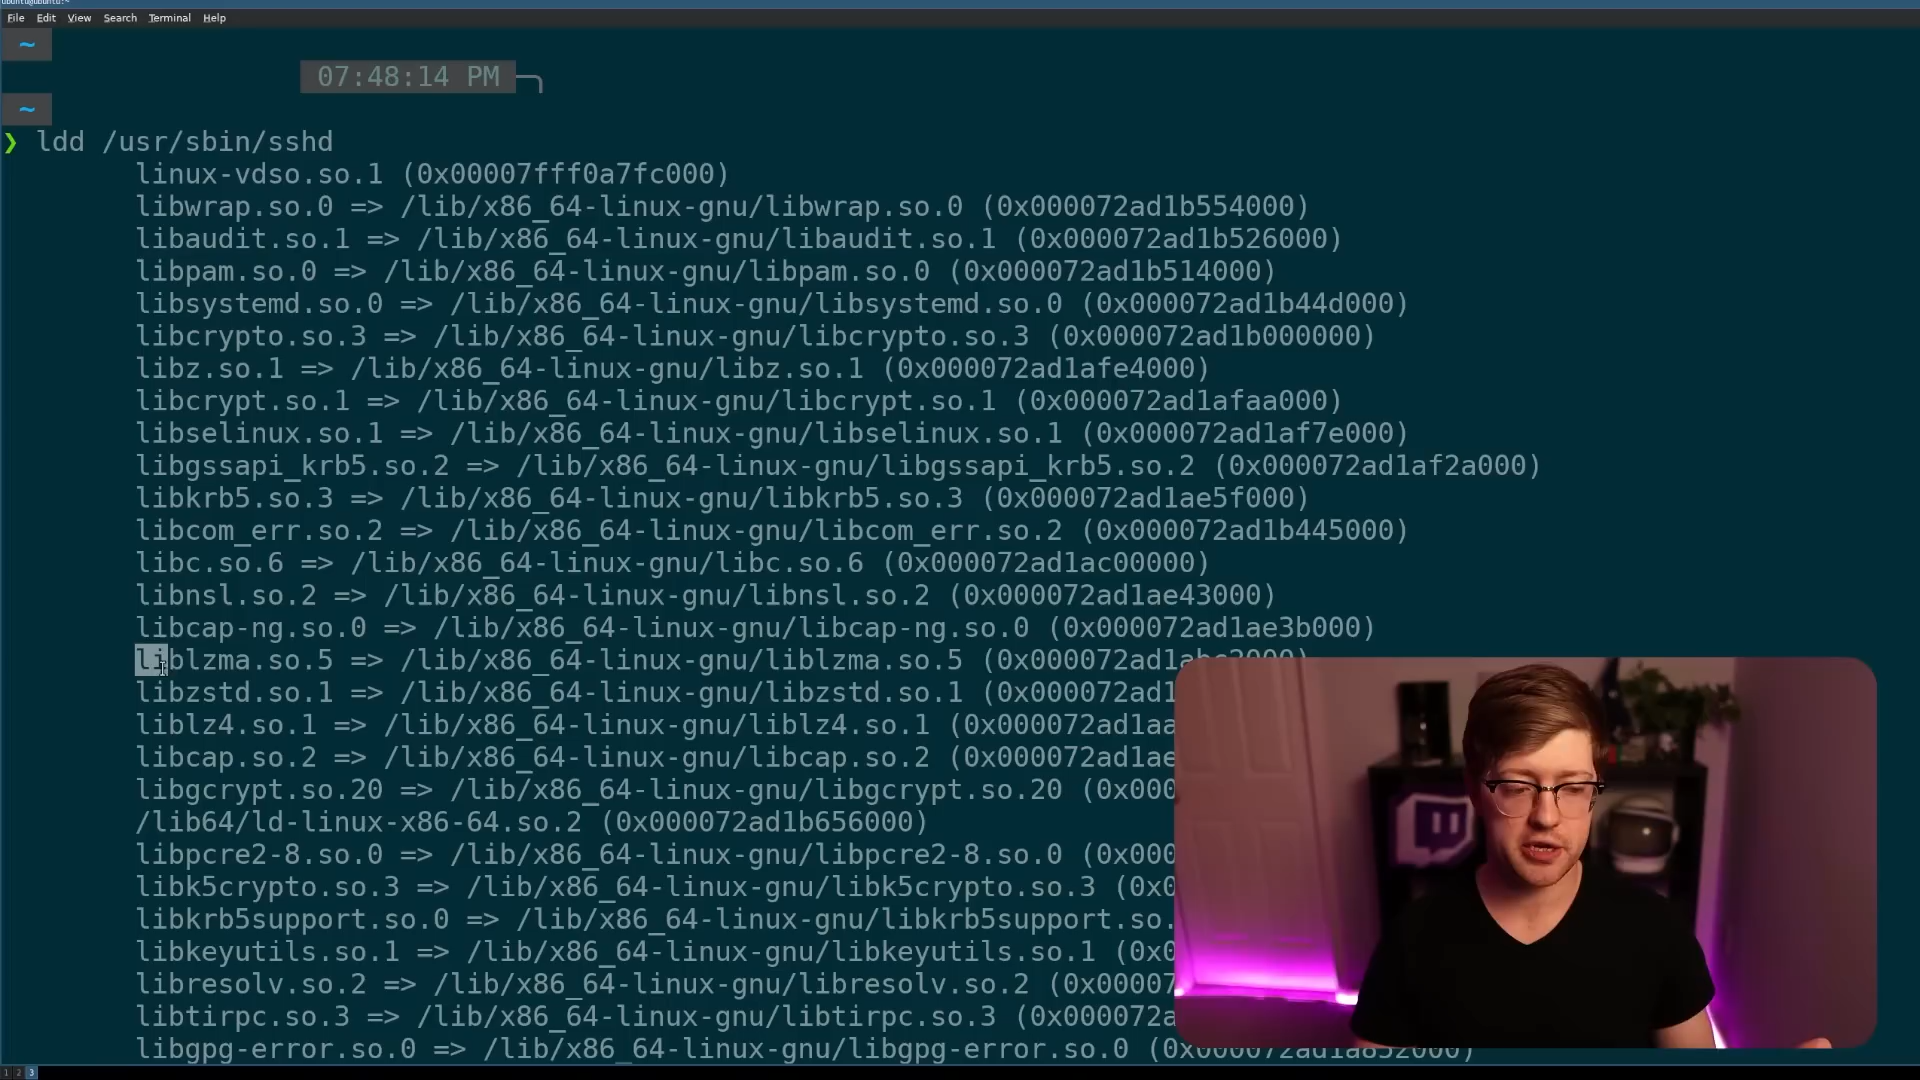 ubuntu@ubuntu:~
File Edit View Search Terminal Help
~
07:48:14 PM
~
❯ ldd /usr/sbin/sshd
linux-vdso.so.1 (0x00007fff0a7fc000)
libwrap.so.0 => /lib/x86_64-linux-gnu/libwrap.so.0 (0x000072ad1b554000)
libaudit.so.1 => /lib/x86_64-linux-gnu/libaudit.so.1 (0x000072ad1b526000)
libpam.so.0 => /lib/x86_64-linux-gnu/libpam.so.0 (0x000072ad1b514000)
libsystemd.so.0 => /lib/x86_64-linux-gnu/libsystemd.so.0 (0x000072ad1b44d000)
libcrypto.so.3 => /lib/x86_64-linux-gnu/libcrypto.so.3 (0x000072ad1b000000)
libz.so.1 => /lib/x86_64-linux-gnu/libz.so.1 (0x000072ad1afe4000)
libcrypt.so.1 => /lib/x86_64-linux-gnu/libcrypt.so.1 (0x000072ad1afaa000)
libselinux.so.1 => /lib/x86_64-linux-gnu/libselinux.so.1 (0x000072ad1af7e000)
libgssapi_krb5.so.2 => /lib/x86_64-linux-gnu/libgssapi_krb5.so.2 (0x000072ad1af2a000)
libkrb5.so.3 => /lib/x86_64-linux-gnu/libkrb5.so.3 (0x000072ad1ae5f000)
libcom_err.so.2 => /lib/x86_64-linux-gnu/libcom_err.so.2 (0x000072ad1b445000)
libc.so.6 => /lib/x86_64-linux-gnu/libc.so.6 (0x000072ad1ac00000)
libnsl.so.2 => /lib/x86_64-linux-gnu/libnsl.so.2 (0x000072ad1ae43000)
libcap-ng.so.0 => /lib/x86_64-linux-gnu/libcap-ng.so.0 (0x000072ad1ae3b000)
liblzma.so.5 => /lib/x86_64-linux-gnu/liblzma.so.5
libzstd.so.1 => /lib/x86_64-linux-gnu/libzstd.so.1 (0x000072ad1
liblz4.so.1 => /lib/x86_64-linux-gnu/liblz4.so.1 (0x000072ad1aa
libcap.so.2 => /lib/x86_64-linux-gnu/libcap.so.2 (0x000072ad1ae
libgcrypt.so.20 => /lib/x86_64-linux-gnu/libgcrypt.so.20 (0x000
/lib64/ld-linux-x86-64.so.2 (0x000072ad1b656000)
libpcre2-8.so.0 => /lib/x86_64-linux-gnu/libpcre2-8.so.0 (0x000
libk5crypto.so.3 => /lib/x86_64-linux-gnu/libk5crypto.so.3 (0x0
libkrb5support.so.0 => /lib/x86_64-linux-gnu/libkrb5support.so.
libkeyutils.so.1 => /lib/x86_64-linux-gnu/libkeyutils.so.1 (0x0
libresolv.so.2 => /lib/x86_64-linux-gnu/libresolv.so.2 (0x00007
libtirpc.so.3 => /lib/x86_64-linux-gnu/libtirpc.so.3 (0x000072a
libgpg-error.so.0 => /lib/x86_64-linux-gnu/libgpg-error.so.0
1 2 3